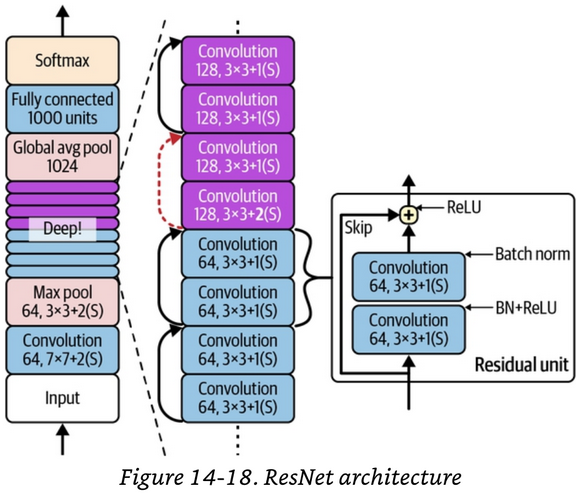 Softmax
Fully connected
1000 units
Global avg pool
1024
Deep!
Max pool
64, 3×3+2(S)
Convolution
64, 7×7+2(S)
Input
Convolution
128, 3×3+1(S)
Convolution
128, 3×3+1(S)
Convolution
128, 3×3+1(S)
Convolution
128, 3×3+2(S)
Convolution
64, 3×3+1(S)
Convolution
64, 3×3+1(S)
Convolution
64, 3×3+1(S)
Convolution
64, 3×3+1(S)
ReLU
Skip
Batch norm
Convolution
64, 3×3+1(S)
BN+ReLU
Convolution
64, 3×3+1(S)
Residual unit
Figure 14-18. ResNet architecture